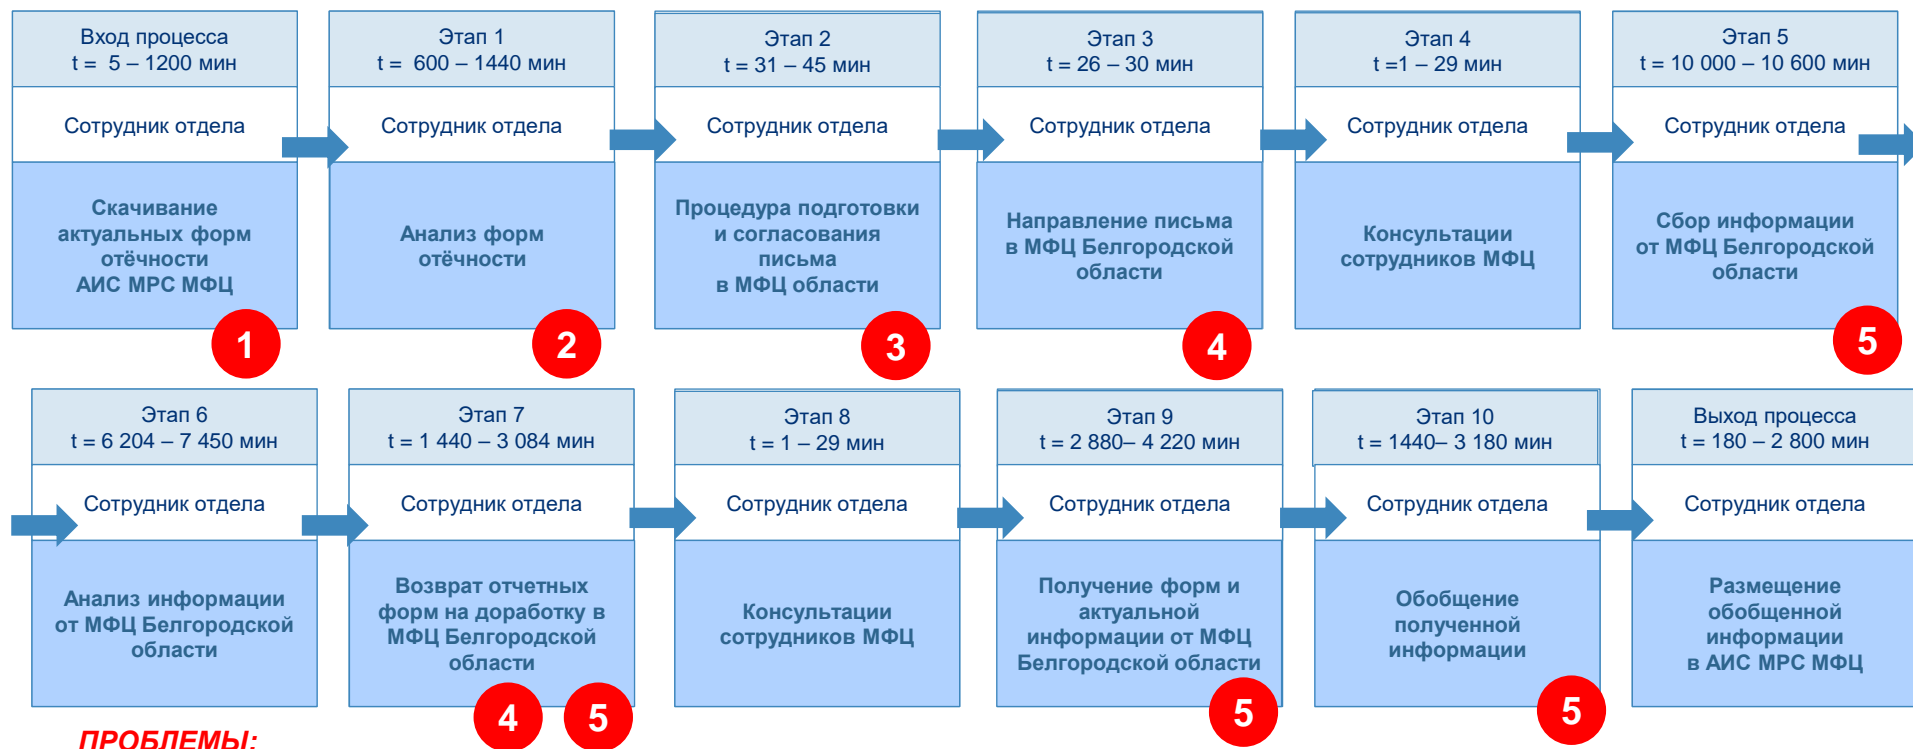 Вход процесса
t =  5 – 1200 мин
Сотрудник отдела
Скачивание
актуальных форм
отёчности
АИС МРС МФЦ
1
Этап 1
t =  600 – 1440 мин
Сотрудник отдела
Анализ форм
отёчности
2
Этап 2
t = 31 – 45 мин
Сотрудник отдела
Процедура подготовки
и согласования
письма
в МФЦ области
3
Этап 3
t = 26 – 30 мин
Сотрудник отдела
Направление письма
в МФЦ Белгородской
области
4
Этап 4
t =1 – 29 мин
Сотрудник отдела
Консультации
сотрудников МФЦ
Этап 5
t = 10 000 – 10 600 мин
Сотрудник отдела
Сбор информации
от МФЦ Белгородской
области
5
Этап 6
t = 6 204 – 7 450 мин
Сотрудник отдела
Анализ информации
от МФЦ Белгородской
области
Этап 7
t = 1 440 – 3 084 мин
Сотрудник отдела
Возврат отчетных
форм на доработку в
МФЦ Белгородской
области
4
5
Этап 8
t = 1 – 29 мин
Сотрудник отдела
Консультации
сотрудников МФЦ
Этап 9
t = 2 880– 4 220 мин
Сотрудник отдела
Получение форм и
актуальной
информации от МФЦ
Белгородской области
5
Этап 10
t = 1440– 3 180 мин
Сотрудник отдела
Обобщение
полученной
информации
5
Выход процесса
t = 180 – 2 800 мин
Сотрудник отдела
Размещение
обобщенной
информации
в АИС МРС МФЦ
ПРОБЛЕМЫ: